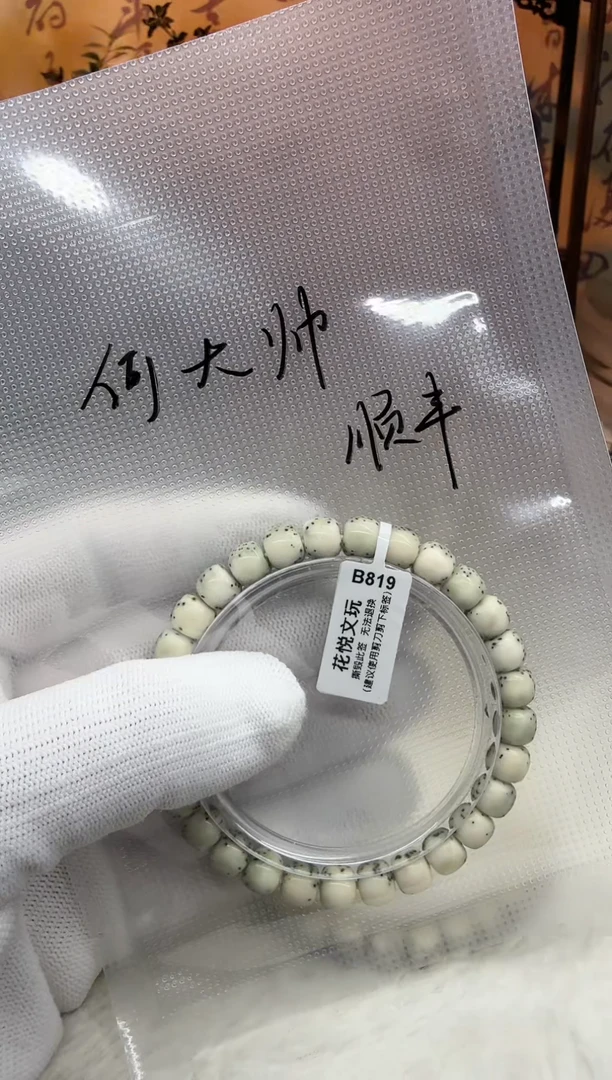 何大帅
顺丰
B819
花悦文玩
撕毁此签 无法退换
(建议使用剪刀剪下标签)